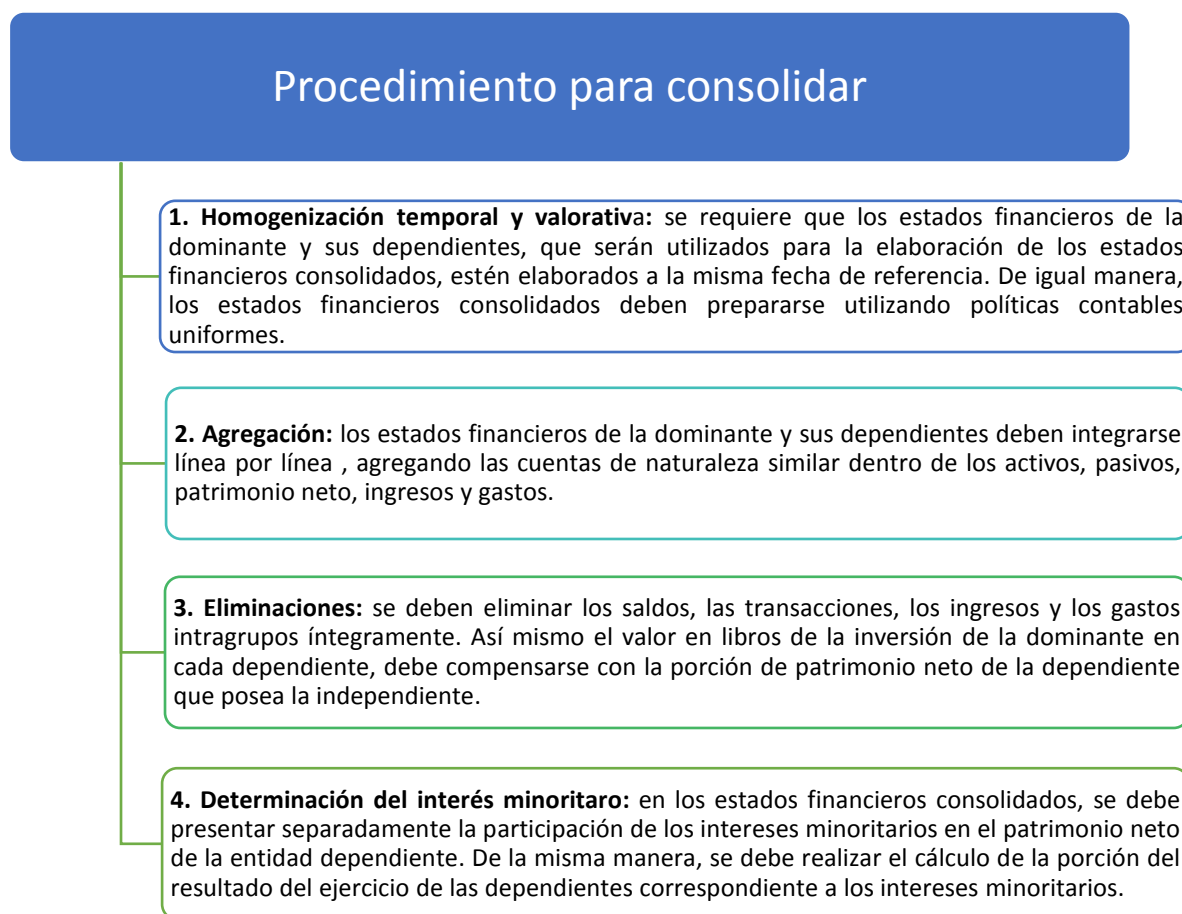 Procedimiento para consolidar
1. Homogenización temporal y valorativa: se requiere que los estados financieros de la
dominante y sus dependientes, que serán utilizados para la elaboración de los estados
financieros consolidados, estén elaborados a la misma fecha de referencia. De igual manera,
los estados financieros consolidados deben prepararse utilizando políticas contables
uniformes.
2. Agregación: los estados financieros de la dominante y sus dependientes deben integrarse
línea por línea , agregando las cuentas de naturaleza similar dentro de los activos, pasivos,
patrimonio neto, ingresos y gastos.
3. Eliminaciones: se deben eliminar los saldos, las transacciones, los ingresos y los gastos
intragrupos íntegramente. Así mismo el valor en libros de la inversión de la dominante en
cada dependiente, debe compensarse con la porción de patrimonio neto de la dependiente
que posea la independiente.
4. Determinación del interés minoritaro: en los estados financieros consolidados, se debe
presentar separadamente la participación de los intereses minoritarios en el patrimonio neto
de la entidad dependiente. De la misma manera, se debe realizar el cálculo de la porción del
resultado del ejercicio de las dependientes correspondiente a los intereses minoritarios.